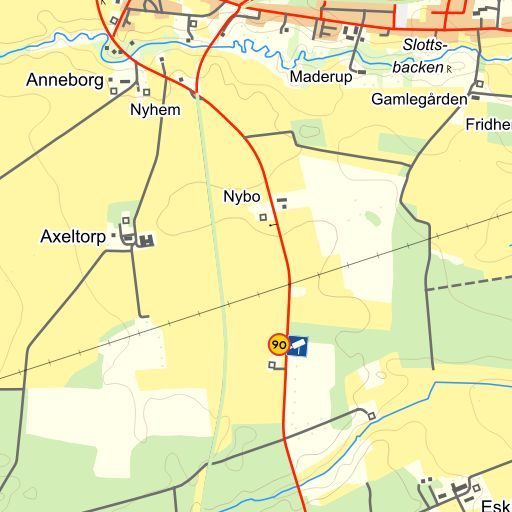 Slotts-
backen R
Maderup
Anneborg
Gamlegården
Nyhem
Fridhe
Nybo
Axeltorp
90
Esk